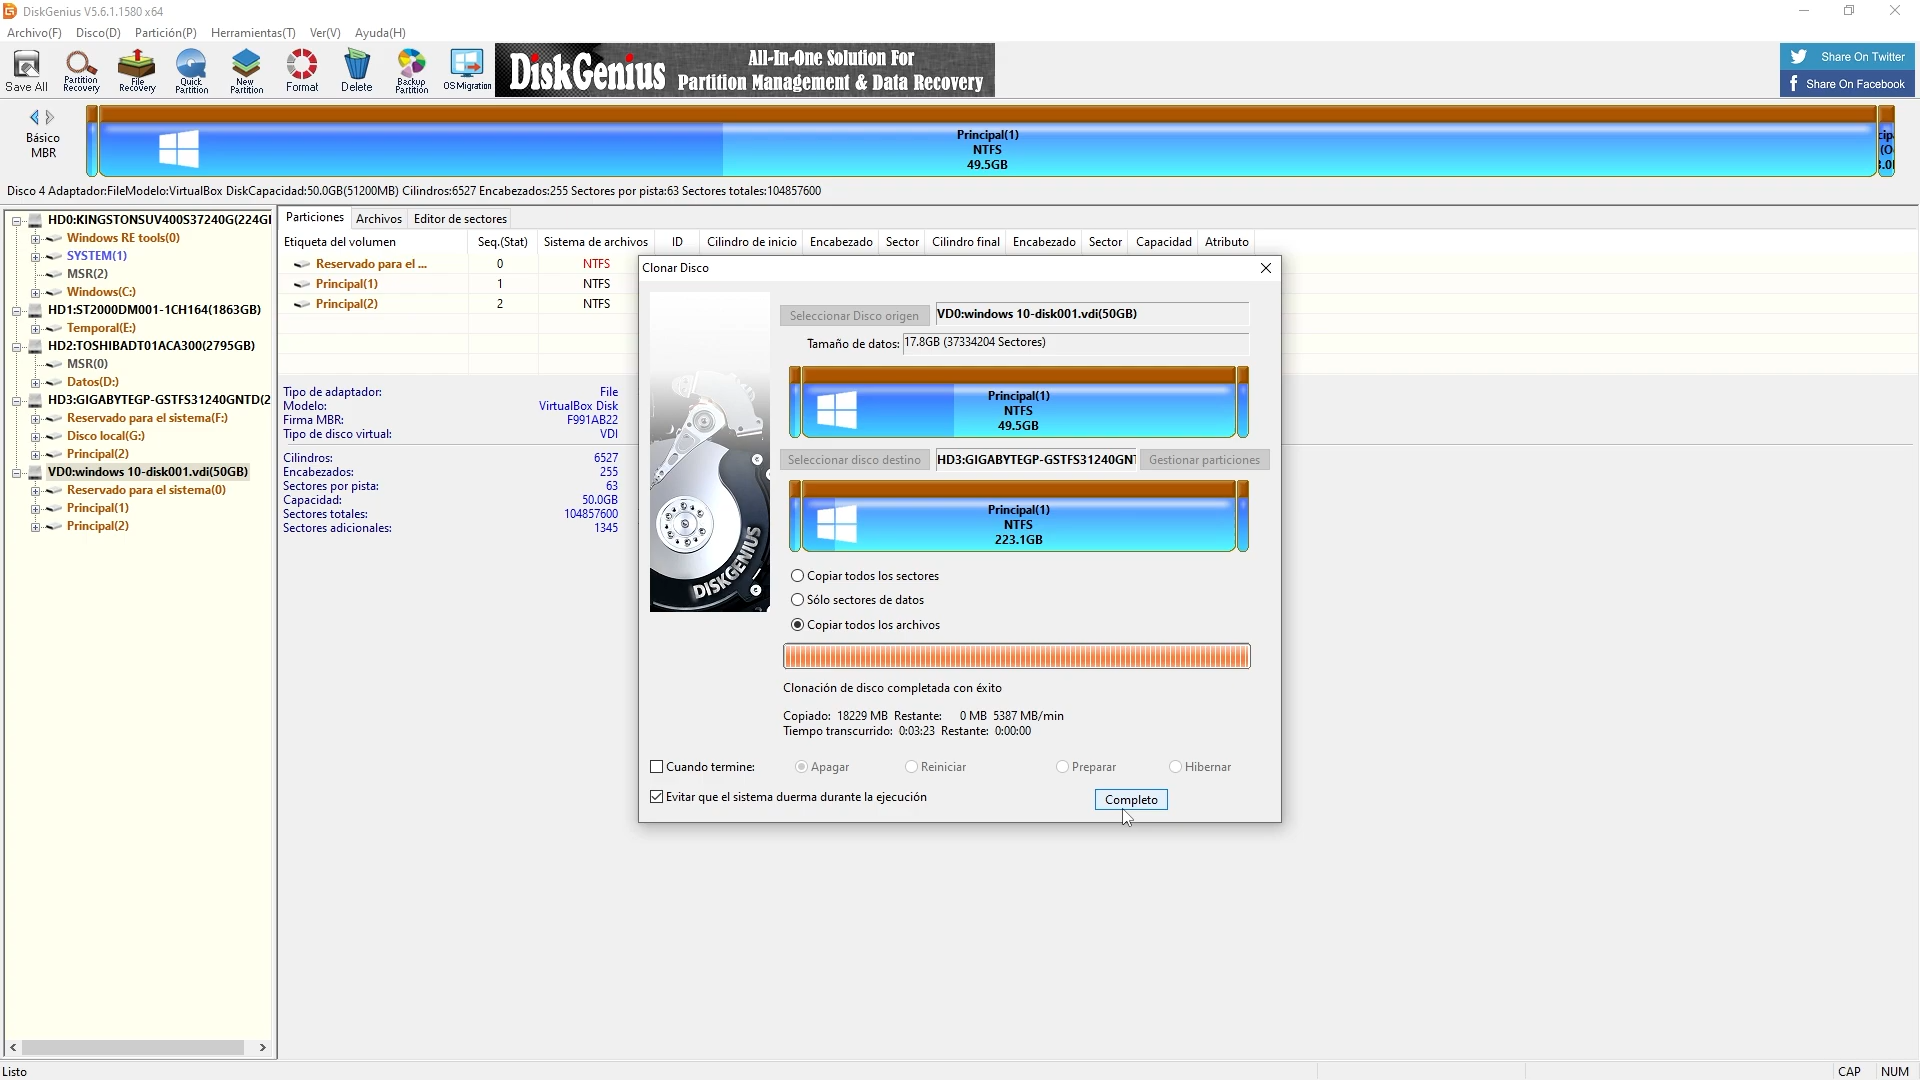 DiskGenius V5.6.1.1580 x64
Archivo(F) Disco(D) Partición(P) Herramientas(T) Ver(V) Ayuda(H)
Save All
Partition Recovery
File Recovery
Quick Partition
New Partition
Format
Delete
Backup Partition
OS Migration
DiskGenius
All-In-One Solution For
Partition Management & Data Recovery
Share On Twitter
Share On Facebook
Básico
MBR
Principal(1)
NTFS
49.5GB
Disco 4 Adaptador:FileModelo:VirtualBox DiskCapacidad:50.0GB(51200MB) Cilindros:6527 Encabezados:255 Sectores por pista:63 Sectores totales:104857600
HD0:KINGSTONSUV400S37240G(224GI
Windows RE tools(0)
SYSTEM(1)
MSR(2)
Windows(C:)
HD1:ST2000DM001-1CH164(1863GB)
Temporal(E:)
HD2:TOSHIBADT01ACA300(2795GB)
MSR(0)
Datos(D:)
HD3:GIGABYTEGP-GSTFS31240GNTD(2
Reservado para el sistema(F:)
Disco local(G:)
Principal(2)
VD0:windows 10-disk001.vdi(50GB)
Reservado para el sistema(0)
Principal(1)
Principal(2)
Particiones Archivos Editor de sectores
Etiqueta del volumen Seq.(Stat) Sistema de archivos ID Cilindro de inicio Encabezado Sector Cilindro final Encabezado Sector Capacidad Atributo
Reservado para el ... 0 NTFS
Principal(1) 1 NTFS
Principal(2) 2 NTFS
Tipo de adaptador: File
Modelo: VirtualBox Disk
Firma MBR: F991AB22
Tipo de disco virtual: VDI
Cilindros: 6527
Encabezados: 255
Sectores por pista: 63
Capacidad: 50.0GB
Sectores totales: 104857600
Sectores adicionales: 1345
Clonar Disco
Seleccionar Disco origen VD0:windows 10-disk001.vdi(50GB)
Tamaño de datos: 17.8GB (37334204 Sectores)
Principal(1)
NTFS
49.5GB
Seleccionar disco destino HD3:GIGABYTEGP-GSTFS31240GNT Gestionar particiones
Principal(1)
NTFS
223.1GB
DISKGENIUS
Copiar todos los sectores
Sólo sectores de datos
Copiar todos los archivos
Clonación de disco completada con éxito
Copiado: 18229 MB Restante: 0 MB 5387 MB/min
Tiempo transcurrido: 0:03:23 Restante: 0:00:00
Cuando termine: Apagar Reiniciar Preparar Hibernar
Evitar que el sistema duerma durante la ejecución
Completo
Listo
CAP NUM